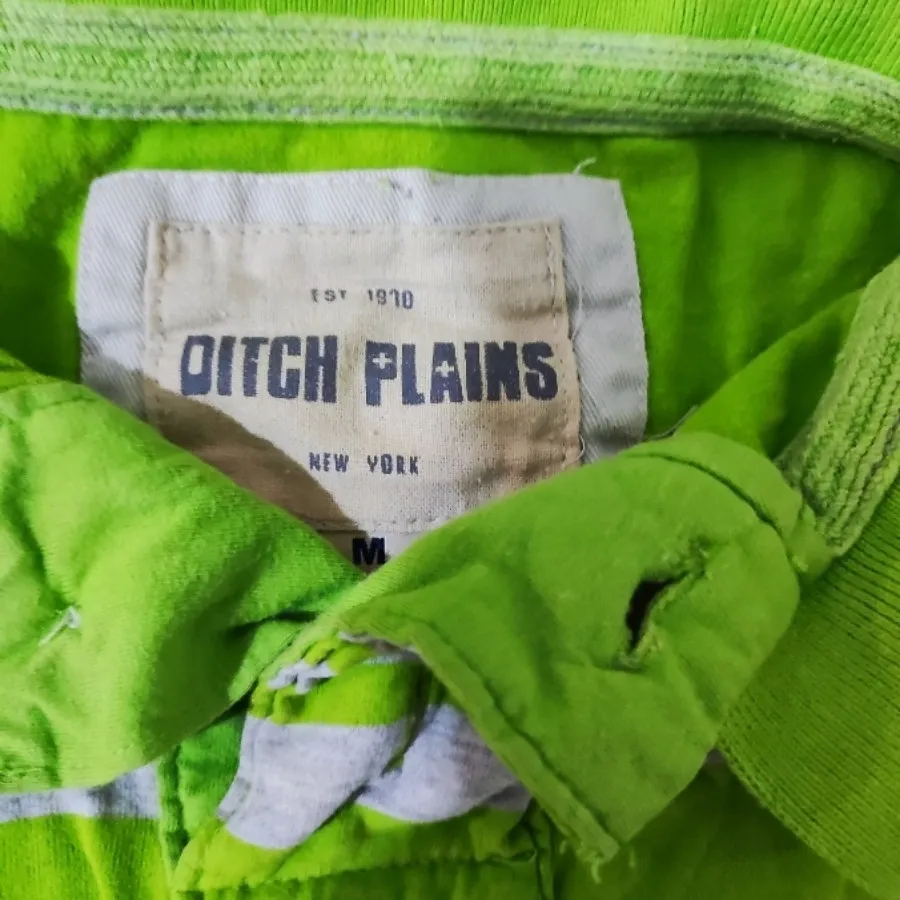 EST 1970
DITCH PLAINS
NEW YORK
M